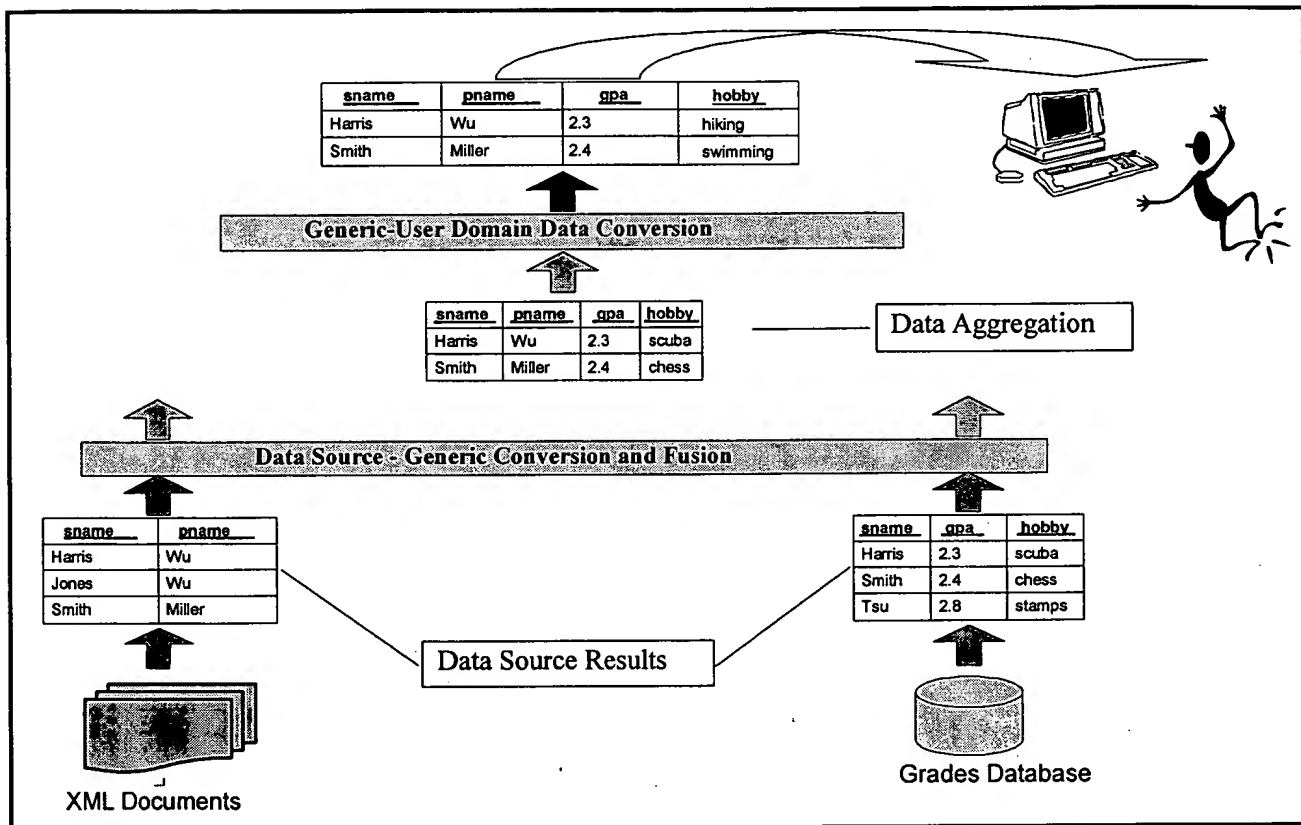 sname pname gpa hobby
Harris Wu 2.3 hiking
Smith Miller 2.4 swimming
Generic-User Domain Data Conversion
sname pname gpa hobby
Harris Wu 2.3 scuba
Smith Miller 2.4 chess
Data Aggregation
Data Source - Generic Conversion and Fusion
sname pname
Harris Wu
Jones Wu
Smith Miller
sname gpa hobby
Harris 2.3 scuba
Smith 2.4 chess
Tsu 2.8 stamps
Data Source Results
XML Documents
Grades Database